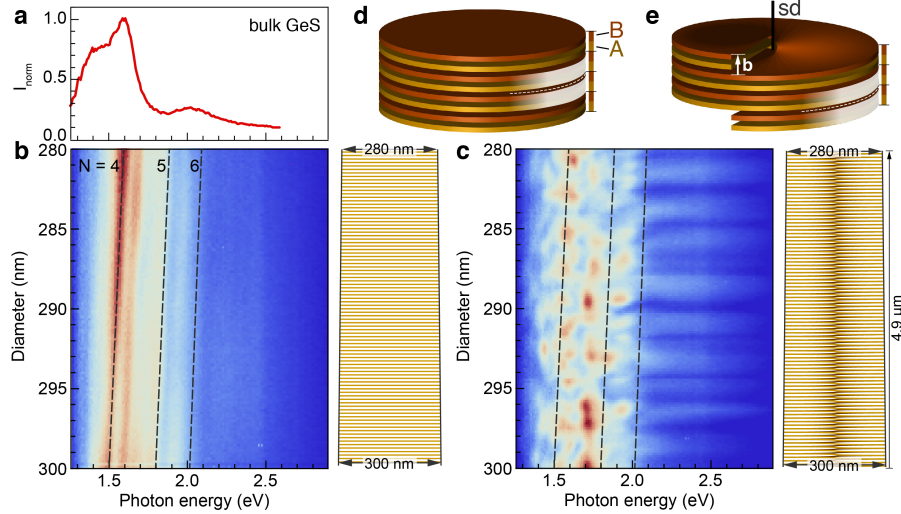 a
bulk GeS
I norm
1.0
0.5
0.0
d
B
A
e
sd
b
b
N = 4
5
6
280
285
290
295
300
Diameter (nm)
1.5
2.0
2.5
Photon energy (eV)
280 nm
300 nm
c
280
285
290
295
300
Diameter (nm)
1.5
2.0
2.5
Photon energy (eV)
280 nm
300 nm
4.9 um